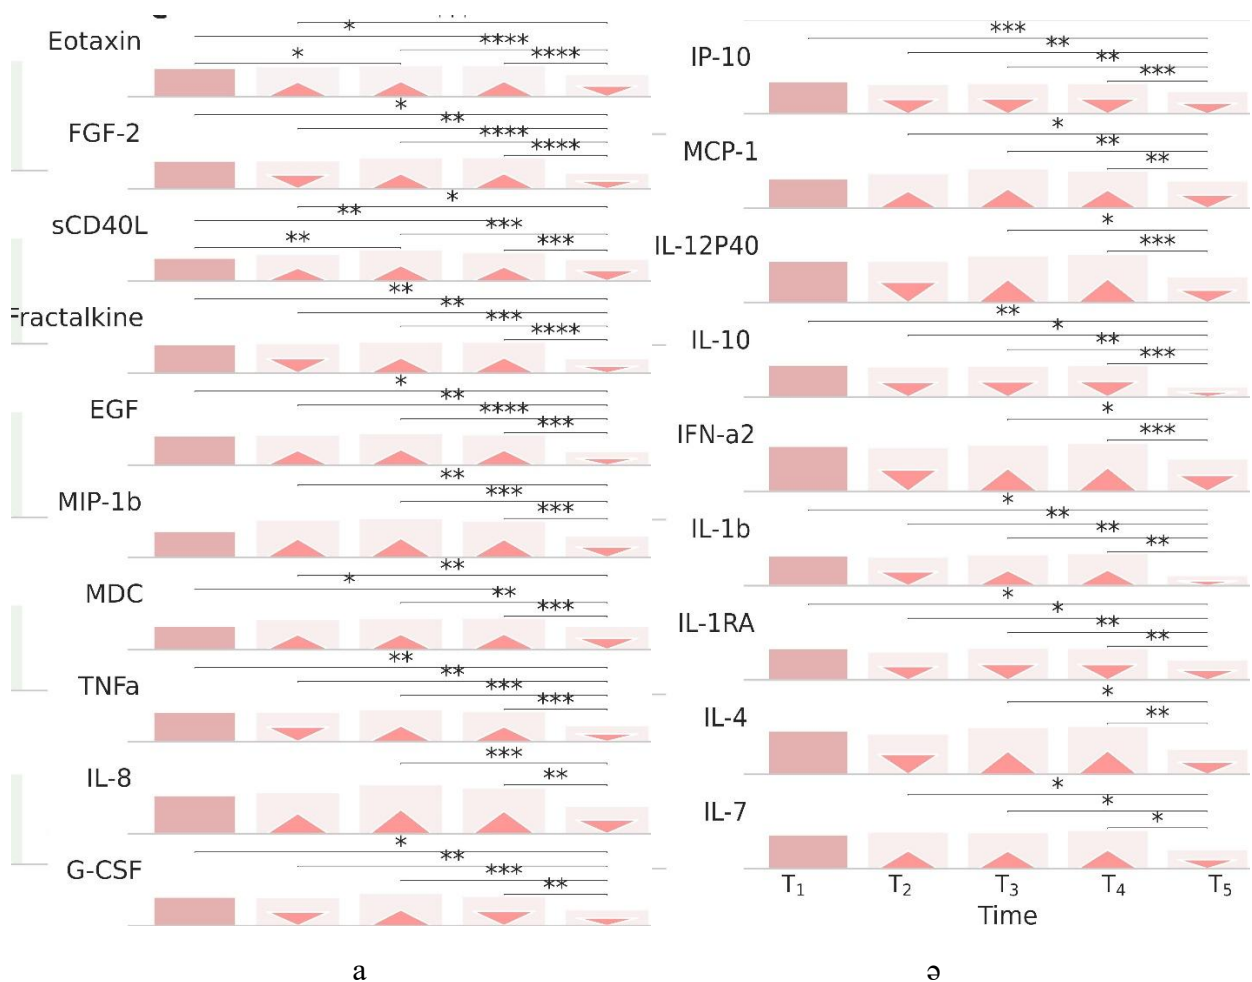 ***
*
Eotaxin
****
*
****
*
FGF-2
**
****
****
*
sCD40L
**
***
**
***
**
Fractalkine
**
***
****
*
EGF
**
****
***
**
MIP-1b
***
***
**
MDC
*
**
***
**
TNFa
**
***
***
***
IL-8
**
*
G-CSF
**
***
**
a
***
IP-10
**
**
***
*
MCP-1
**
**
*
IL-12P40
***
**
IL-10
*
**
***
*
IFN-a2
***
*
IL-1b
**
**
**
*
IL-1RA
*
**
**
*
IL-4
**
*
IL-7
*
*
T1 T2 T3 T4 T5
Time
ә